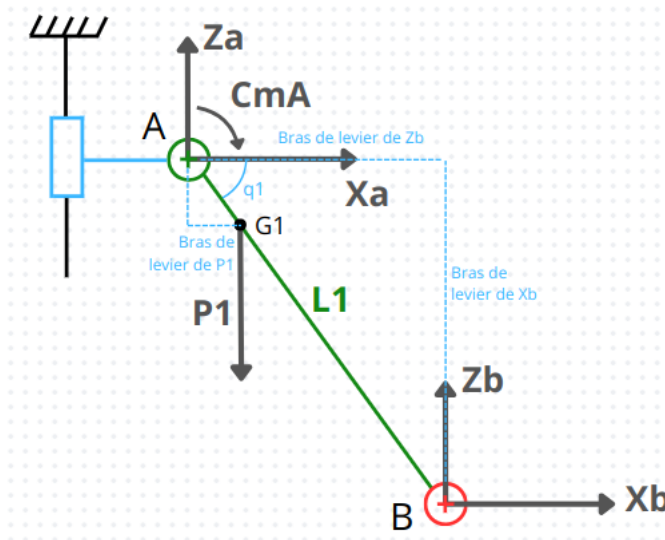 Za
CmA
A
Bras de levier de Zb
q1
Xa
G1
Bras de
levier de P1
Bras de
levier de Xb
P1
L1
Zb
Xb
B